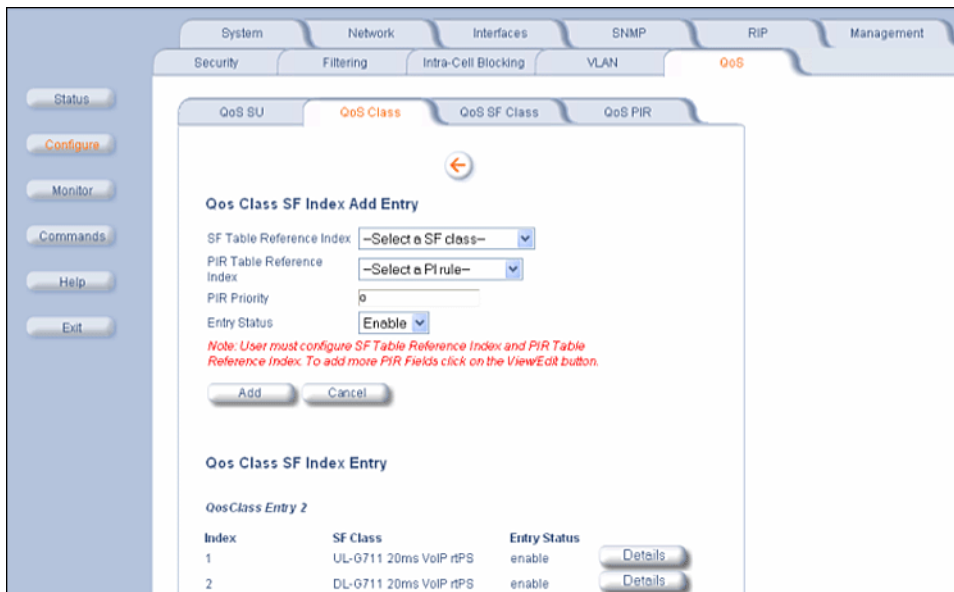 System Network Interfaces SNMP RIP Management
Security Filtering Intra-Cell Blocking VLAN QoS
Status
Configure
Monitor
Commands
Help
Exit
QoS SU QoS Class QoS SF Class QoS PIR
Qos Class SF Index Add Entry
SF Table Reference Index --Select a SF class--
PIR Table Reference
Index
--Select a PI rule--
PIR Priority 0
Entry Status Enable
Note: User must configure SF Table Reference Index and PIR Table
Reference Index. To add more PIR Fields click on the View/Edit button.
Add Cancel
Qos Class SF Index Entry
QosClass Entry 2
Index SF Class Entry Status
1 UL-G711 20ms VoIP rtPS enable Details
2 DL-G711 20ms VoIP rtPS enable Details